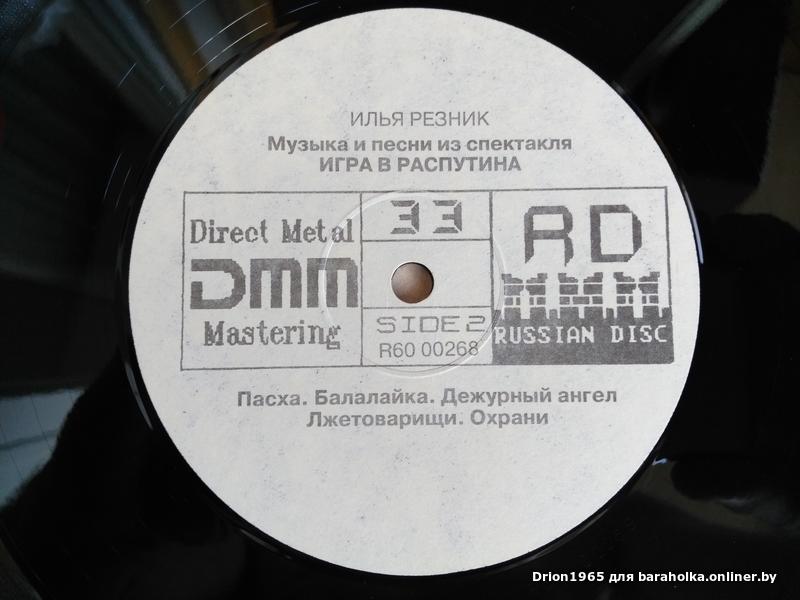 ИЛЬЯ РЕЗНИК
Музыка и песни из спектакля
ИГРА В РАСПУТИНА
Direct Metal
DMM
Mastering
33
SIDE 2
R60 00268
RD
RUSSIAN DISC
Пасха. Балалайка. Дежурный ангел
Лжетоварищи. Охрани
Drion1965 для baraholka.onliner.by